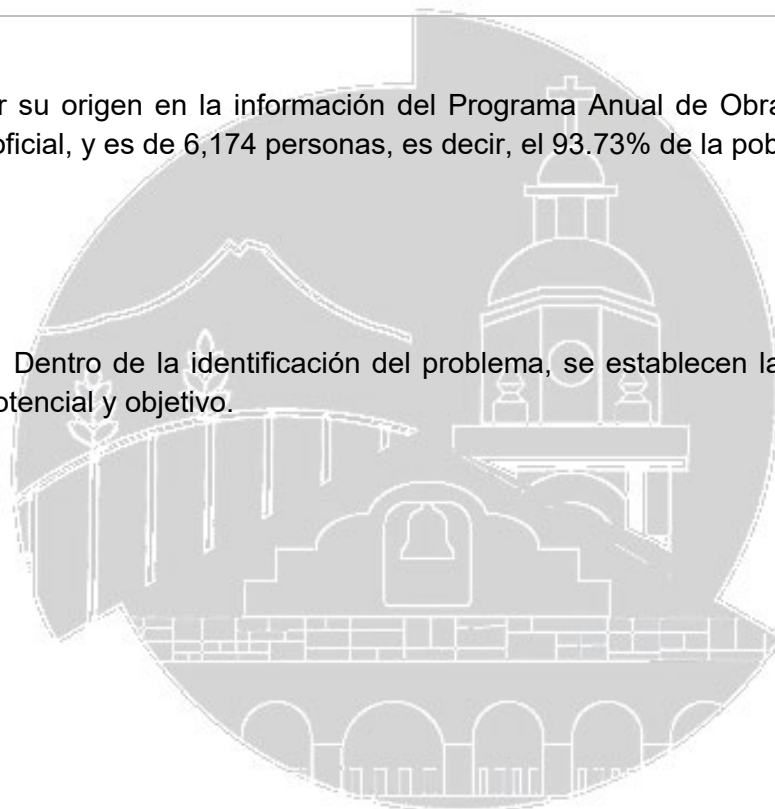 r su origen en la información del Programa Anual de Obra
oficial, y es de 6,174 personas, es decir, el 93.73% de la pob
Dentro de la identificación del problema, se establecen la
otencial y objetivo.